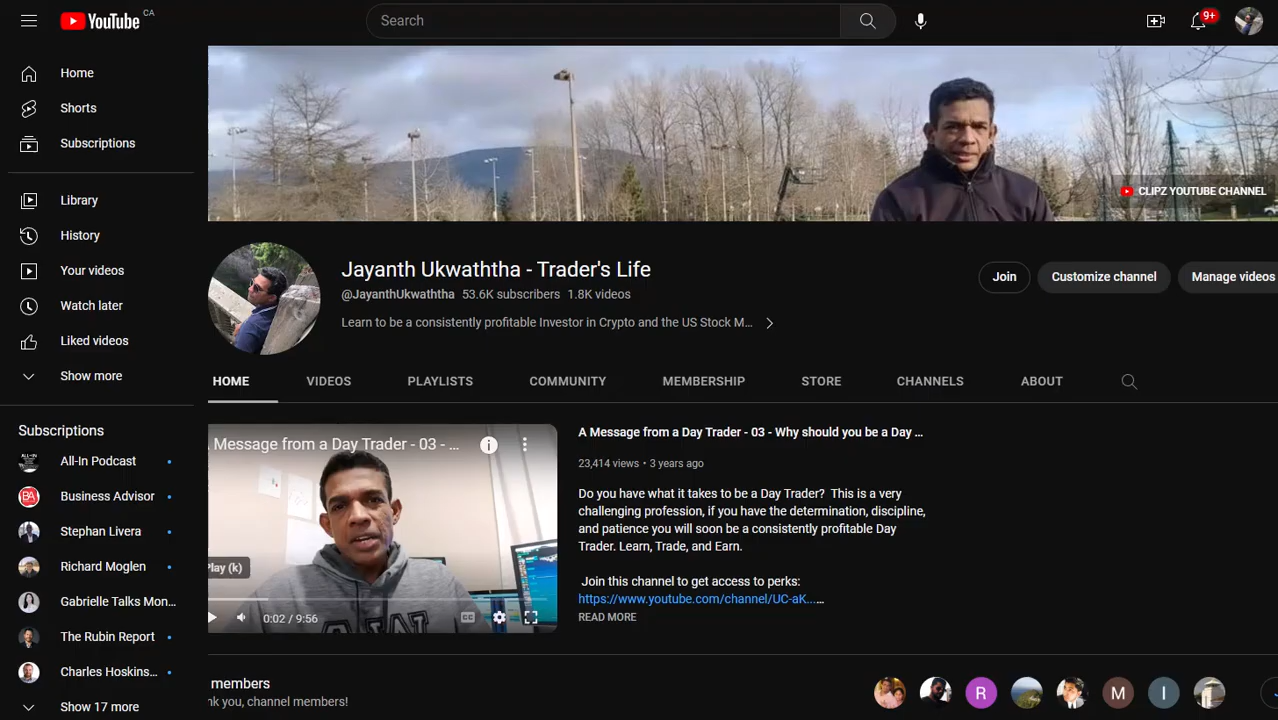 YouTube CA
Search
9+
Home
Shorts
Subscriptions
Library
History
Your videos
Watch later
Liked videos
Show more
Subscriptions
All-In Podcast
BA Business Advisor
Stephan Livera
Richard Moglen
Gabrielle Talks Mon...
The Rubin Report
Charles Hoskins...
Show 17 more
CLIPZ YOUTUBE CHANNEL
Jayanth Ukwaththa - Trader's Life
@JayanthUkwaththa 53.6K subscribers 1.8K videos
Learn to be a consistently profitable Investor in Crypto and the US Stock M...
Join
Customize channel
Manage videos
HOME VIDEOS PLAYLISTS COMMUNITY MEMBERSHIP STORE CHANNELS ABOUT
A Message from a Day Trader - 03 - ...
Play (k)
0:02 / 9:56
CC
A Message from a Day Trader - 03 - Why should you be a Day ...
23,414 views • 3 years ago
Do you have what it takes to be a Day Trader? This is a very
challenging profession, if you have the determination, discipline,
and patience you will soon be a consistently profitable Day
Trader. Learn, Trade, and Earn.
Join this channel to get access to perks:
https://www.youtube.com/channel/UC-aK...
...
READ MORE
members
nk you, channel members!
R
M
I